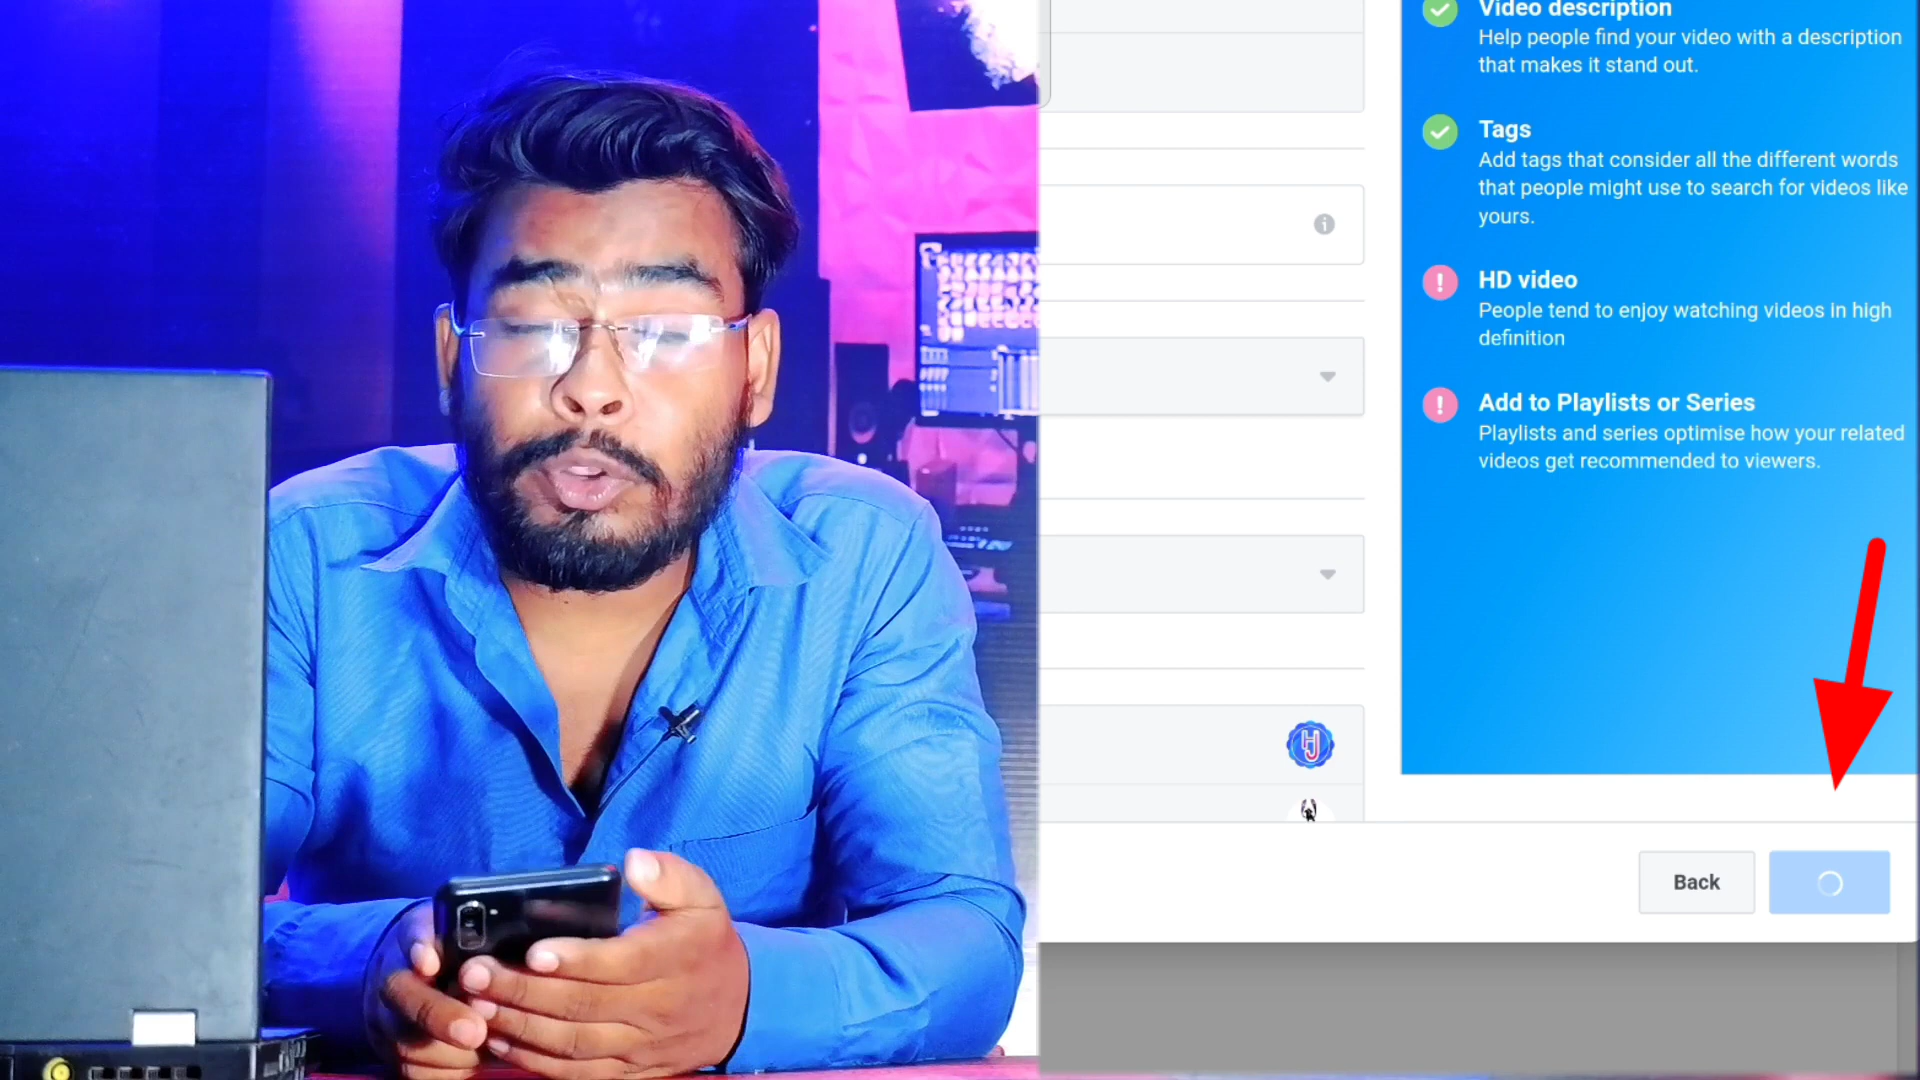 Video description
Help people find your video with a description
that makes it stand out.
Tags
Add tags that consider all the different words
that people might use to search for videos like
yours.
HD video
People tend to enjoy watching videos in high
definition
Add to Playlists or Series
Playlists and series optimise how your related
videos get recommended to viewers.
Back